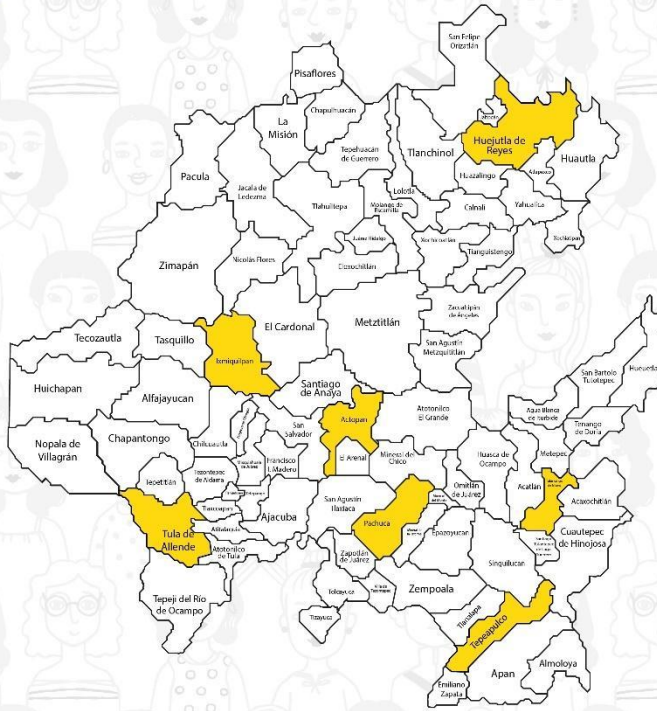 San Felipe
Orizatlán
Pisaflores
Chapulhuacán
La
Misión
Huejutla de
Reyes
Tlanchinol
Tepehuacán
de Guerrero
Huautla
Pacula
Jacala de
Ledezma
Huazalingo
Lolotla
Tlahuiltepa
Molango de
Escamilla
Calnali
Yahualica
Xochicoatlán
Tianguistengo
Zimapán
Nicolás Flores
Eloxochitlán
Zacualtipán
de Ángeles
Metztitlán
El Cardonal
Tecozautla
Tasquillo
Ixmiquilpan
San Agustín
Metzquititlán
Huichapan
Alfajayucan
Santiago
de Anaya
San Bartolo
Tutotepec
Huehuetla
Actopan
Atotonilco
El Grande
Agua Blanca
de Iturbide
Tenango
de Doria
Nopala de
Villagrán
Chapantongo
Chilcuautla
San
Salvador
El Arenal
Mineral del
Chico
Huasca de
Ocampo
Metepec
Tepetitlán
Tezontepec
de Aldama
Francisco
I. Madero
Omitlán
de Juárez
Acatlán
Acaxochitlán
San Agustín
Tlaxiaca
Pachuca
Tula de
Allende
Ajacuba
Atotonilco
de Tula
Epazoyucan
Cuautepec
de Hinojosa
Zapotlán
de Juárez
Singuilucan
Tepeji del Río
de Ocampo
Tolcayuca
Zempoala
Tizayuca
Tlanalapa
Tepeapulco
Apan
Almoloya
Emiliano
Zapata